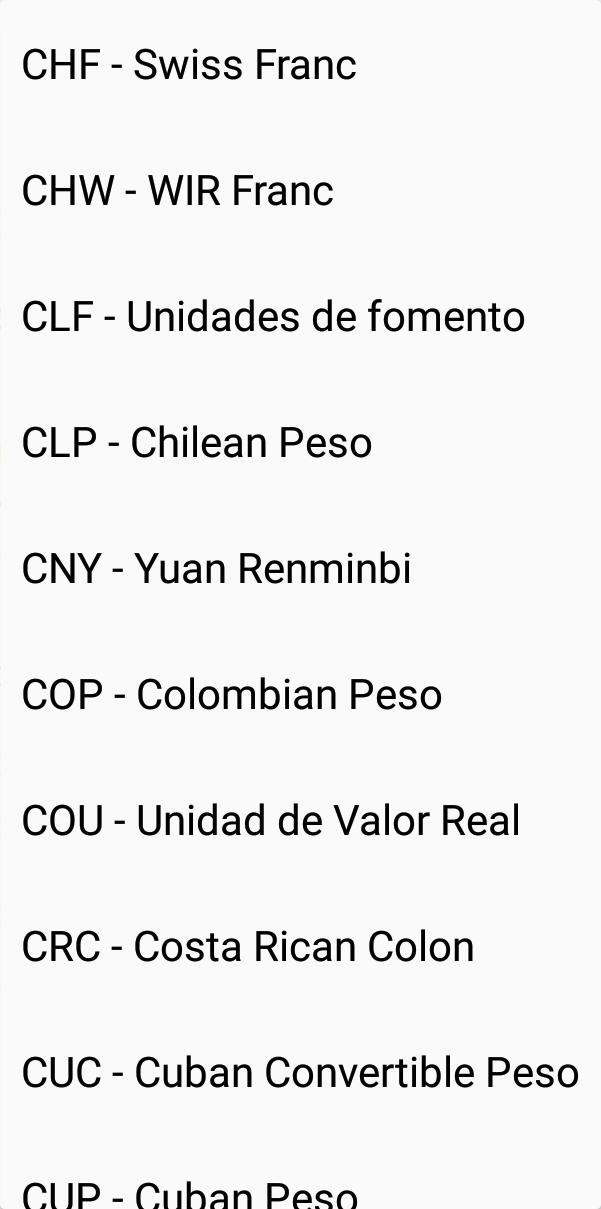 CHF - Swiss Franc
CHW - WIR Franc
CLF - Unidades de fomento
CLP - Chilean Peso
CNY - Yuan Renminbi
COP - Colombian Peso
COU - Unidad de Valor Real
CRC - Costa Rican Colon
CUC - Cuban Convertible Peso
CUP - Cuban Peso